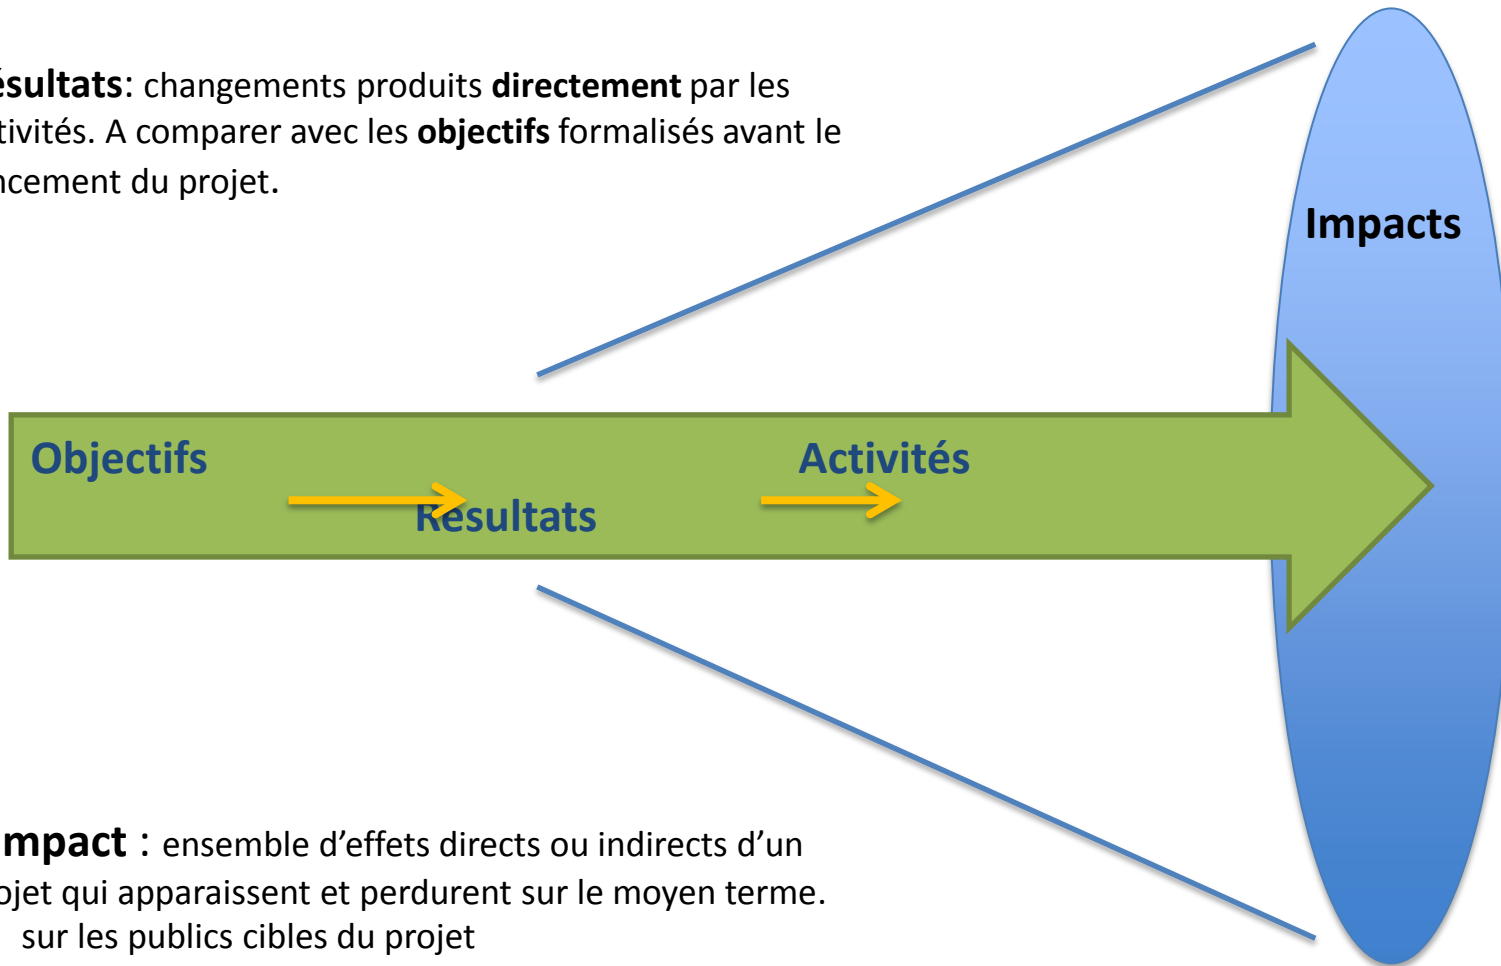 ésultats: changements produits directement par les
tivités. A comparer avec les objectifs formalisés avant le
ncement du projet.
Impacts
Objectifs
Activités
Résultats
mpact : ensemble d’effets directs ou indirects d’un
ojet qui apparaissent et perdurent sur le moyen terme.
sur les publics cibles du projet